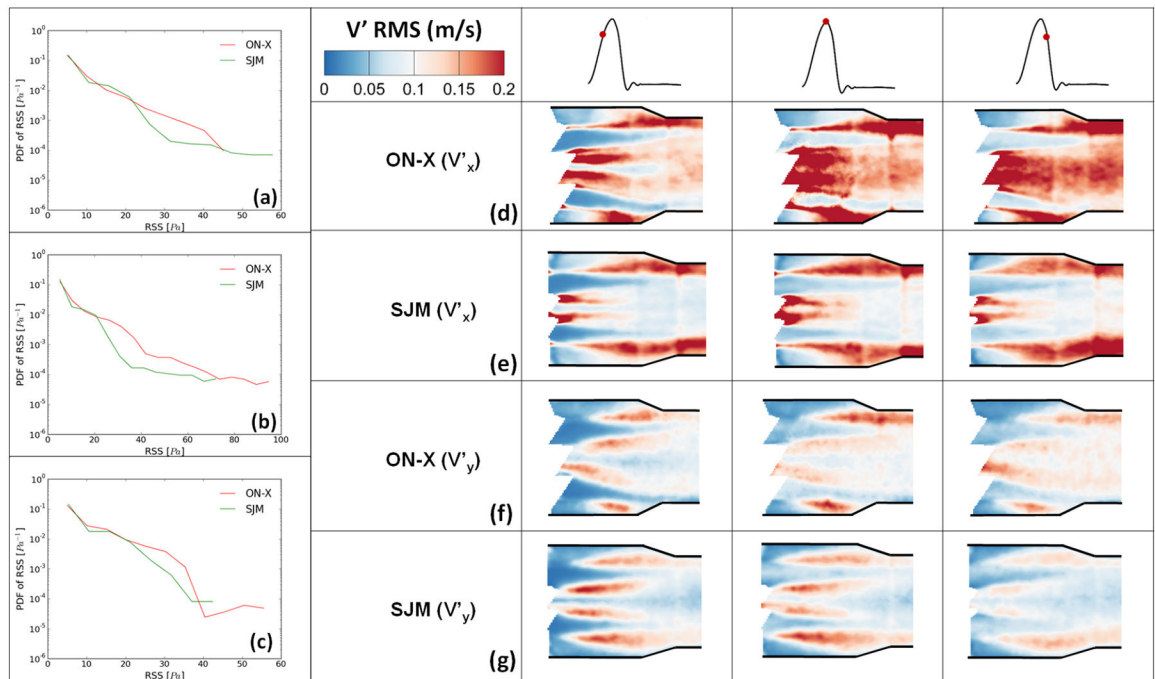 10⁰
10⁻¹
10⁻²
10⁻³
10⁻⁴
10⁻⁵
10⁻⁶
PDF of RSS [Pa⁻¹]
ON-X
SJM
(a)
0 10 20 30 40 50 60
RSS [Pa]
10⁰
10⁻¹
10⁻²
10⁻³
10⁻⁴
10⁻⁵
10⁻⁶
PDF of RSS [Pa⁻¹]
ON-X
SJM
(b)
0 20 40 60 80 100
RSS [Pa]
10⁰
10⁻¹
10⁻²
10⁻³
10⁻⁴
10⁻⁵
10⁻⁶
PDF of RSS [Pa⁻¹]
ON-X
SJM
(c)
0 10 20 30 40 50 60
RSS [Pa]
V' RMS (m/s)
0 0.05 0.1 0.15 0.2
ON-X (V'ₓ)
(d)
SJM (V'ₓ)
(e)
ON-X (V'y)
(f)
SJM (V'y)
(g)